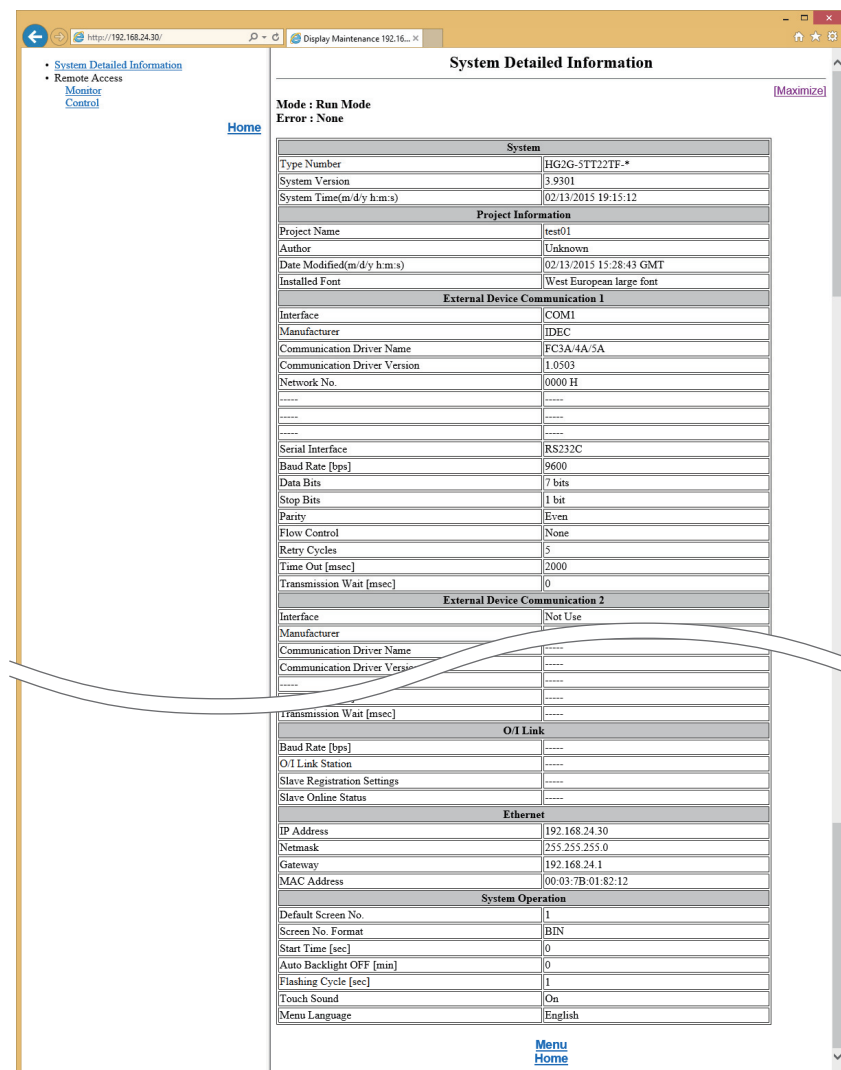 http://192.168.24.30/
Display Maintenance 192.16...
• System Detailed Information
• Remote Access
Monitor
Control
Home
System Detailed Information
[Maximize]
Mode : Run Mode
Error : None
System
Type Number HG2G-5TT22TF-*
System Version 3.9301
System Time(m/d/y h:m:s) 02/13/2015 19:15:12
Project Information
Project Name test01
Author Unknown
Date Modified(m/d/y h:m:s) 02/13/2015 15:28:43 GMT
Installed Font West European large font
External Device Communication 1
Interface COM1
Manufacturer IDEC
Communication Driver Name FC3A/4A/5A
Communication Driver Version 1.0503
Network No. 0000 H
----- -----
----- -----
----- -----
Serial Interface RS232C
Baud Rate [bps] 9600
Data Bits 7 bits
Stop Bits 1 bit
Parity Even
Flow Control None
Retry Cycles 5
Time Out [msec] 2000
Transmission Wait [msec] 0
External Device Communication 2
Interface Not Use
Manufacturer
Communication Driver Name -----
Communication Driver -----
----- -----
-----
Transmission Wait [msec] -----
O/I Link
Baud Rate [bps] -----
O/I Link Station -----
Slave Registration Settings -----
Slave Online Status -----
Ethernet
IP Address 192.168.24.30
Netmask 255.255.255.0
Gateway 192.168.24.1
MAC Address 00:03:7B:01:82:12
System Operation
Default Screen No. 1
Screen No. Format BIN
Start Time [sec] 0
Auto Backlight OFF [min] 0
Flashing Cycle [sec] 1
Touch Sound On
Menu Language English
Menu
Home